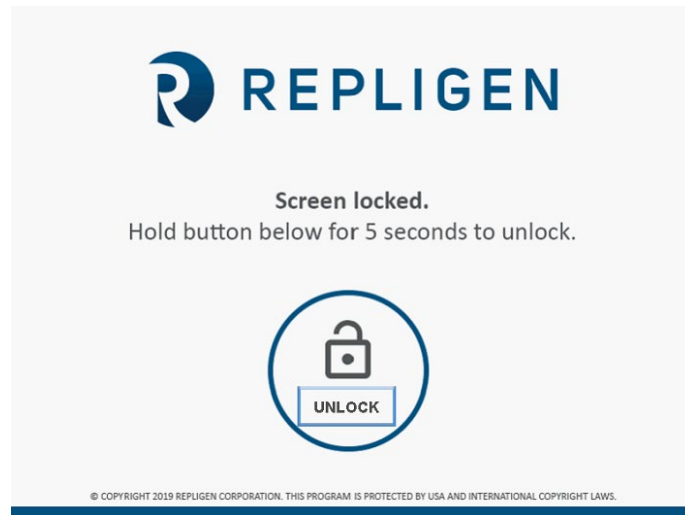 REPLIGEN
Screen locked.
Hold button below for 5 seconds to unlock.
UNLOCK
© COPYRIGHT 2019 REPLIGEN CORPORATION. THIS PROGRAM IS PROTECTED BY USA AND INTERNATIONAL COPYRIGHT LAWS.